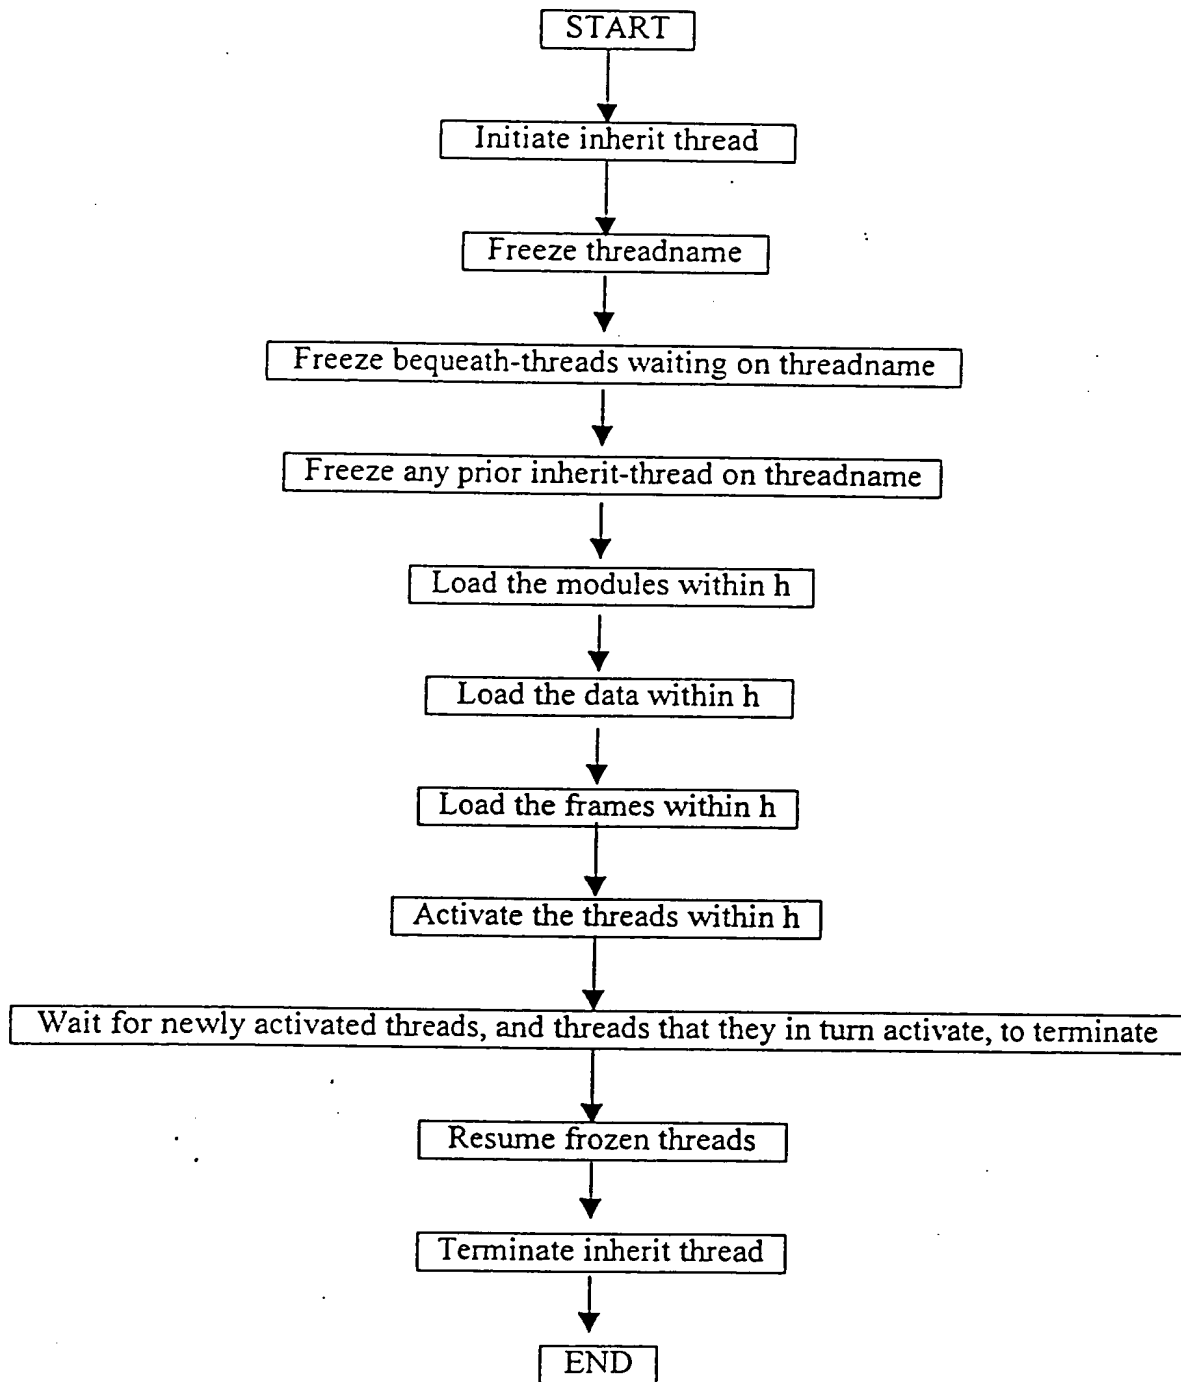 START
Initiate inherit thread
Freeze threadname
Freeze bequeath-threads waiting on threadname
Freeze any prior inherit-thread on threadname
Load the modules within h
Load the data within h
Load the frames within h
Activate the threads within h
Wait for newly activated threads, and threads that they in turn activate, to terminate
Resume frozen threads
Terminate inherit thread
END